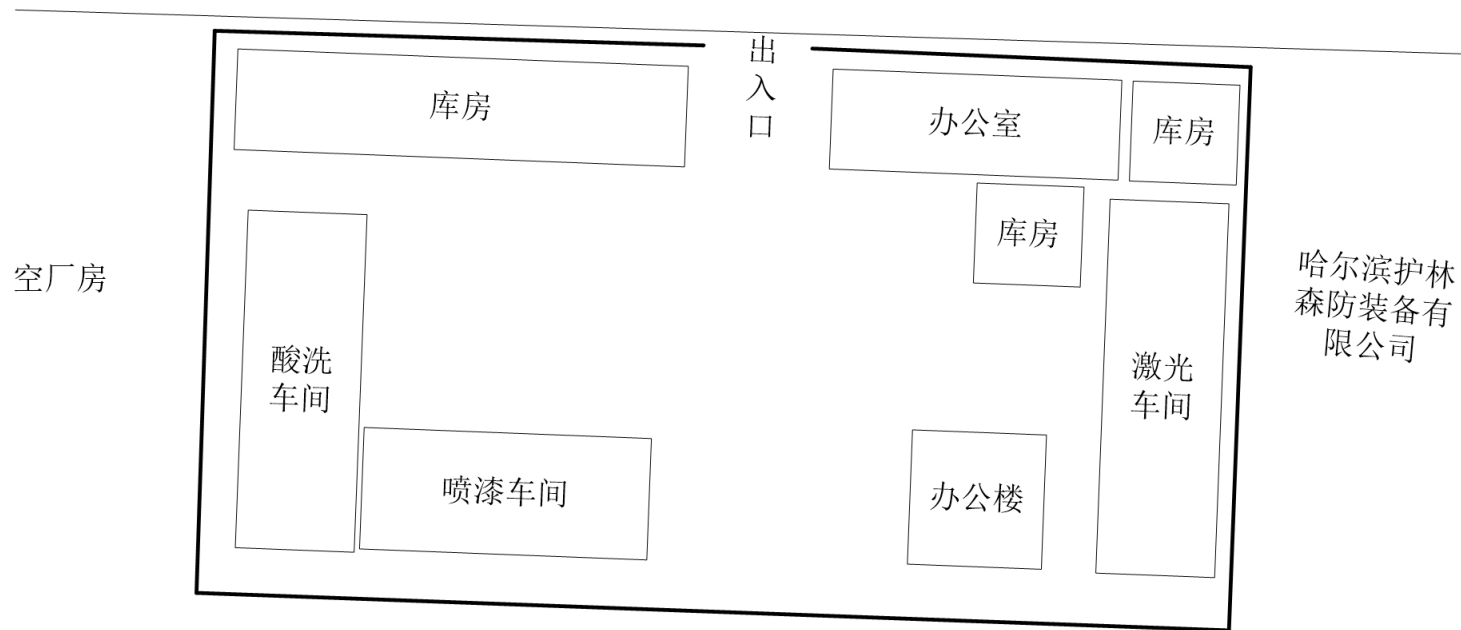 出
入
口
库房
办公室
库房
库房
空厂房
哈尔滨护林
森防装备有
限公司
酸洗
车间
激光
车间
喷漆车间
办公楼